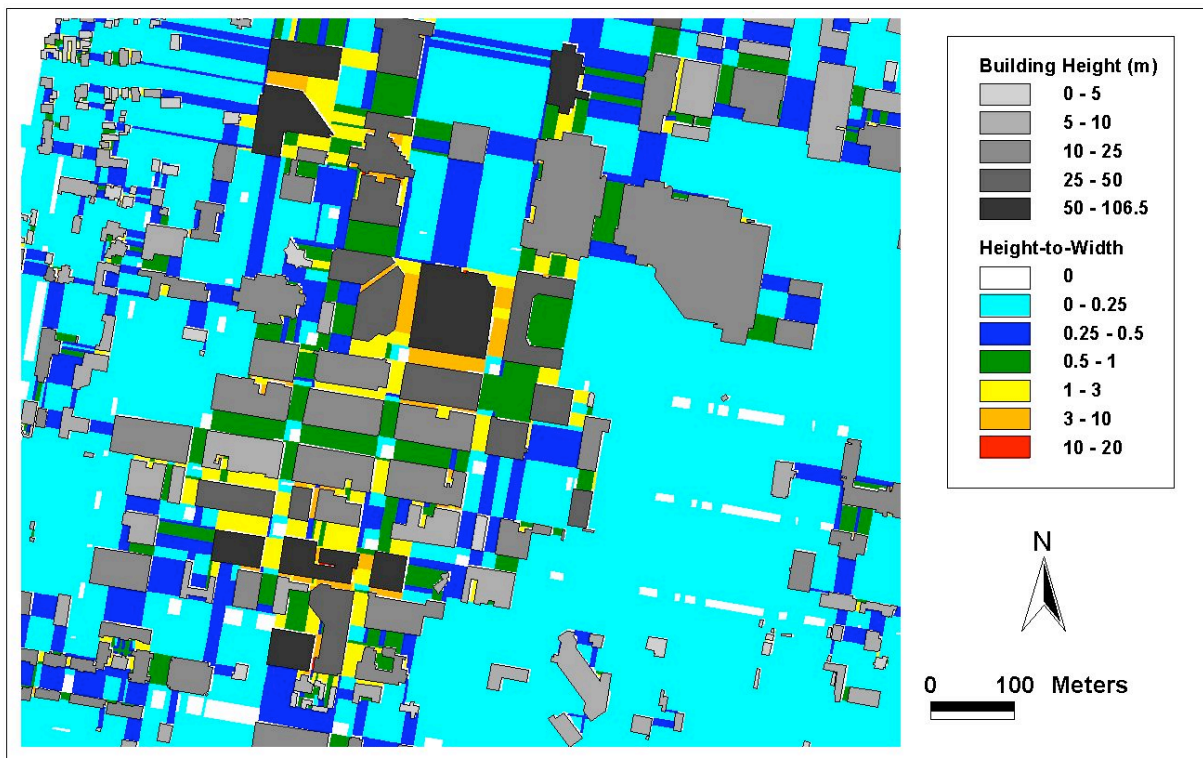 Building Height (m)
0 - 5
5 - 10
10 - 25
25 - 50
50 - 106.5
Height-to-Width
0
0 - 0.25
0.25 - 0.5
0.5 - 1
1 - 3
3 - 10
10 - 20
N
0 100 Meters